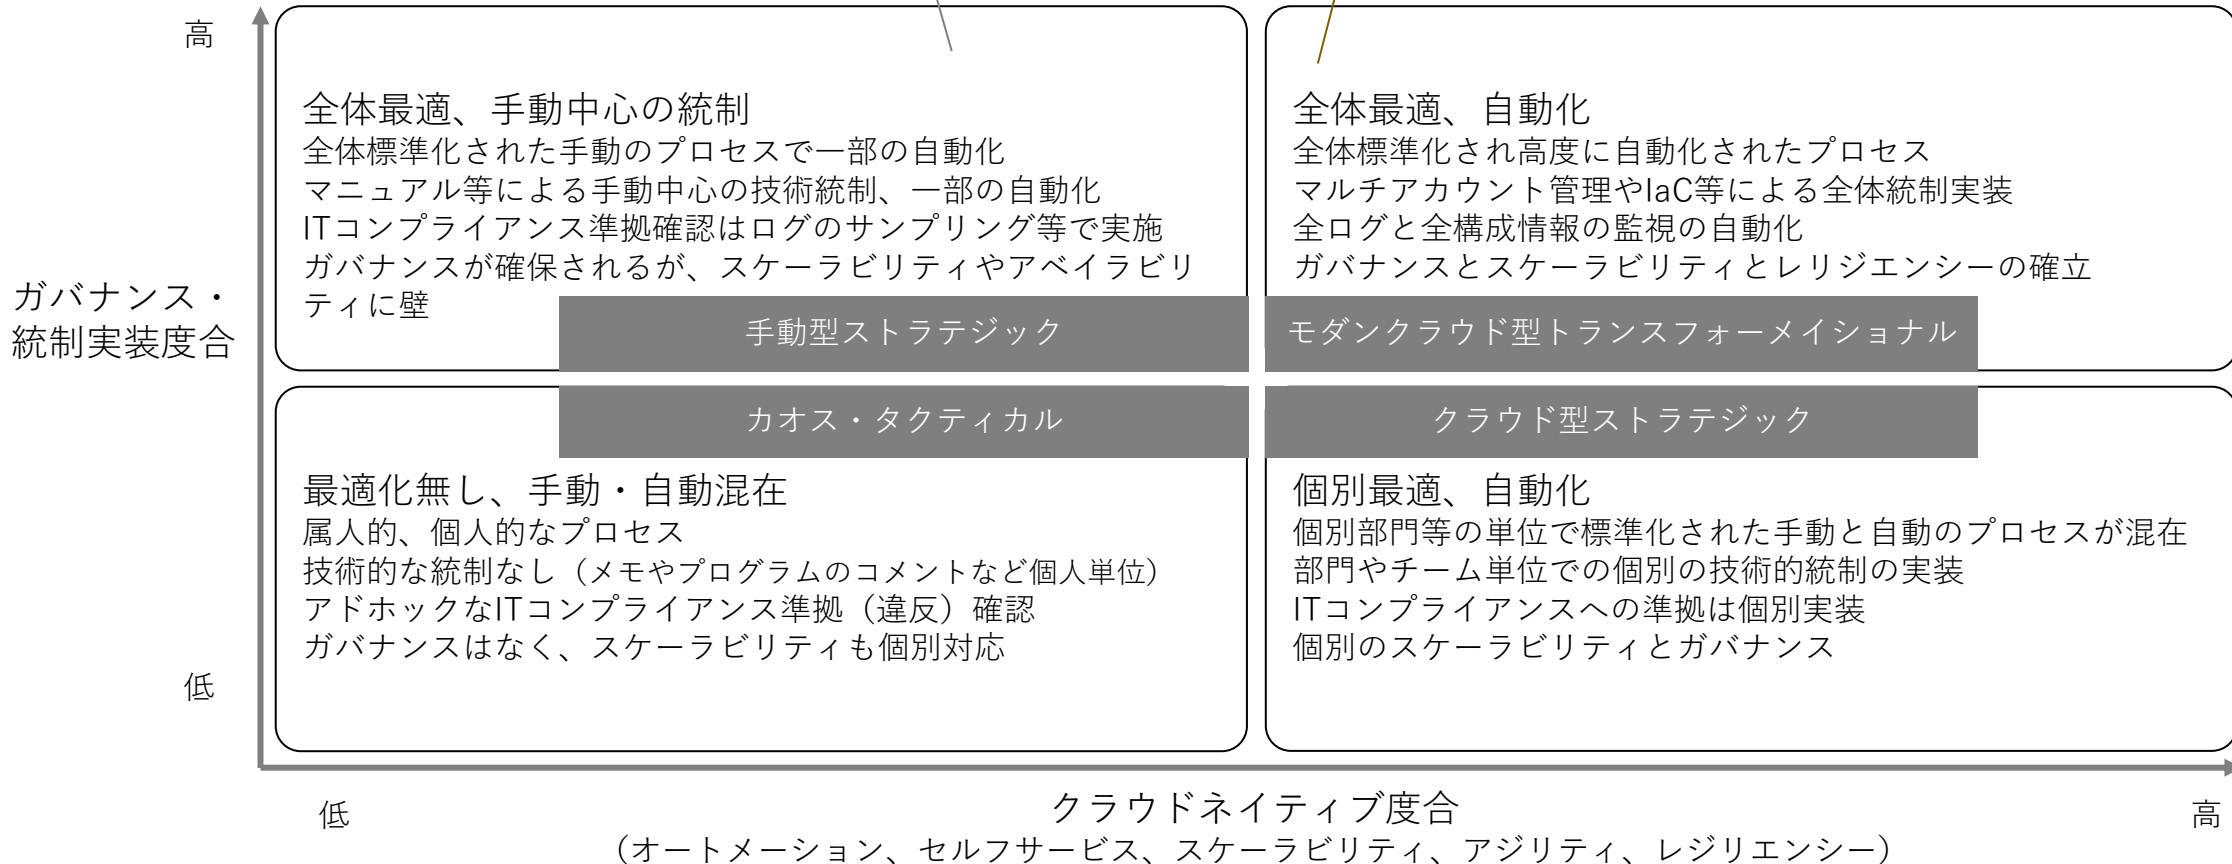 高
ガバナンス・
統制実装度合
低
全体最適、手動中心の統制
全体標準化された手動のプロセスで一部の自動化
マニュアル等による手動中心の技術統制、一部の自動化
ITコンプライアンス準拠確認はログのサンプリング等で実施
ガバナンスが確保されるが、スケーラビリティやアベイラビリ
ティに壁
手動型ストラテジック
全体最適、自動化
全体標準化され高度に自動化されたプロセス
マルチアカウント管理やIaC等による全体統制実装
全ログと全構成情報の監視の自動化
ガバナンスとスケーラビリティとレリジエンシーの確立
モダンクラウド型トランスフォーメイショナル
カオス・タクティカル
最適化無し、手動・自動混在
属人的、個人的なプロセス
技術的な統制なし（メモやプログラムのコメントなど個人単位）
アドホックなITコンプライアンス準拠（違反）確認
ガバナンスはなく、スケーラビリティも個別対応
クラウド型ストラテジック
個別最適、自動化
個別部門等の単位で標準化された手動と自動のプロセスが混在
部門やチーム単位での個別の技術的統制の実装
ITコンプライアンスへの準拠は個別実装
個別のスケーラビリティとガバナンス
低
クラウドネイティブ度合
高
（オートメーション、セルフサービス、スケーラビリティ、アジリティ、レジリエンシー）